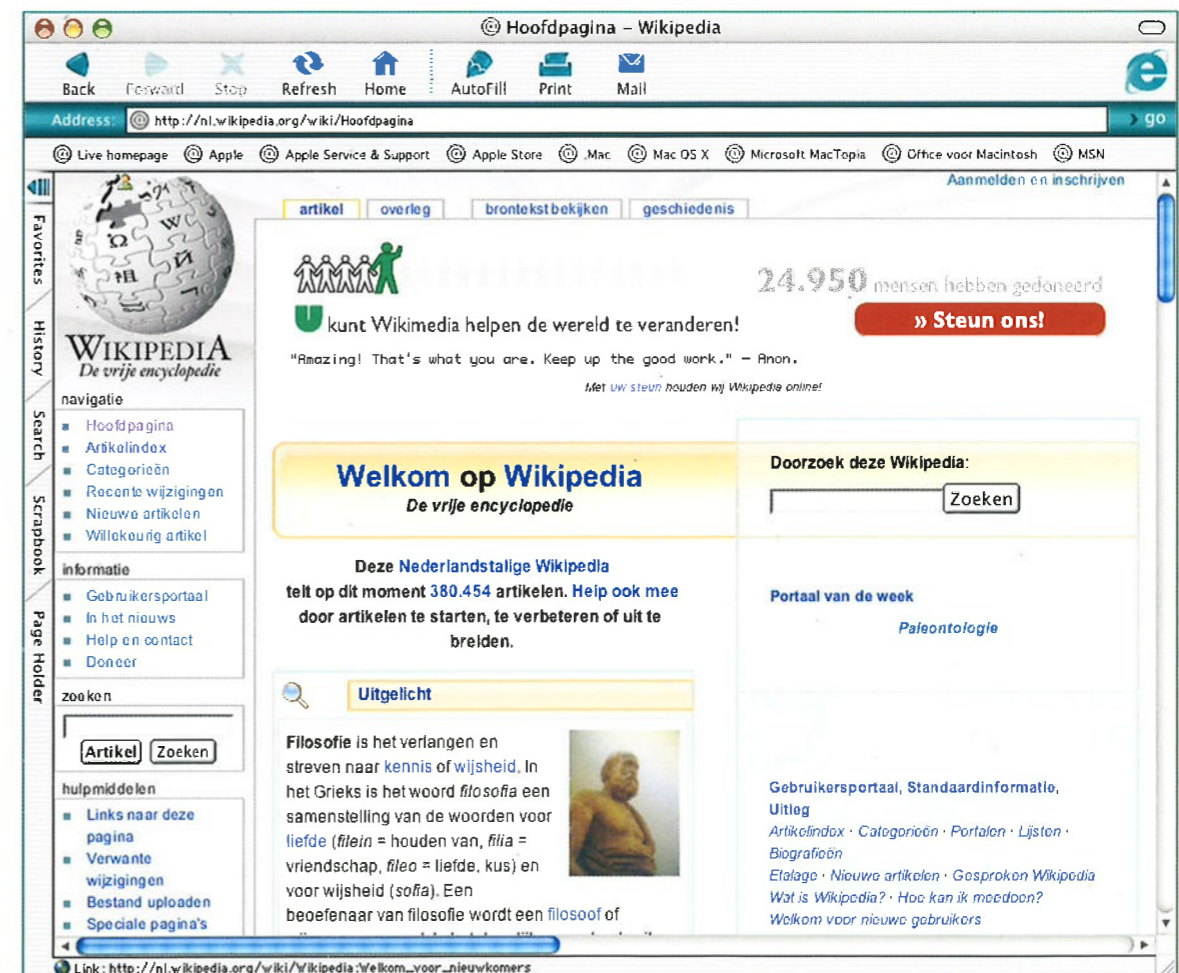 Hoofdpagina – Wikipedia
Back Forward Stop Refresh Home AutoFill Print Mail
Address: http://nl.wikipedia.org/wiki/Hoofdpagina go
Live homepage Apple Apple Service & Support Apple Store .Mac Mac OS X Microsoft MacTopia Office voor Macintosh MSN
Favorites
History
Search
Scrapbook
Page Holder
WIKIPEDIA
De vrije encyclopedie
navigatie
Hoofdpagina
Artikelindex
Categorieën
Recente wijzigingen
Nieuwe artikelen
Willekeurig artikel
informatie
Gebruikersportaal
In het nieuws
Help en contact
Doneer
zoeken
Artikel Zoeken
hulpmiddelen
Links naar deze
pagina
Verwante
wijzigingen
Bestand uploaden
Speciale pagina's
Aanmelden en inschrijven
artikel overleg brontekst bekijken geschiedenis
24.950 mensen hebben gedoneerd
U kunt Wikimedia helpen de wereld te veranderen!
» Steun ons!
"Amazing! That's what you are. Keep up the good work." – Anon.
Met uw steun houden wij Wikipedia online!
Welkom op Wikipedia
De vrije encyclopedie
Doorzoek deze Wikipedia:
Zoeken
Deze Nederlandstalige Wikipedia
telt op dit moment 380.454 artikelen. Help ook mee
door artikelen te starten, te verbeteren of uit te
breiden.
Portaal van de week
Paleontologie
Uitgelicht
Filosofie is het verlangen en
streven naar kennis of wijsheid. In
het Grieks is het woord filosofia een
samenstelling van de woorden voor
liefde (filein = houden van, filia =
vriendschap, fileo = liefde, kus) en
voor wijsheid (sofia). Een
beoefenaar van filosofie wordt een filosoof of
Gebruikersportaal, Standaardinformatie,
Uitleg
Artikelindex · Categorieën · Portalen · Lijsten ·
Biografieën
Etalage · Nieuwe artikelen · Gesproken Wikipedia
Wat is Wikipedia? · Hoe kan ik meedoen?
Welkom voor nieuwe gebruikers
Link: http://nl.wikipedia.org/wiki/Wikipedia:Welkom_voor_nieuwkomers